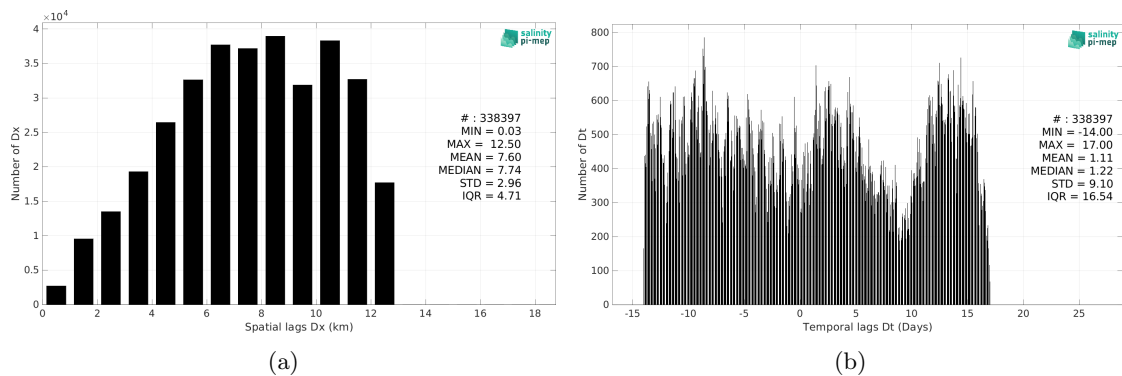 ×10⁴
4
3.5
3
2.5
2
1.5
1
0.5
0
Number of Dx
0 2 4 6 8 10 12 14 16 18
Spatial lags Dx (km)
salinity
pi-mep
# : 338397
MIN = 0.03
MAX = 12.50
MEAN = 7.60
MEDIAN = 7.74
STD = 2.96
IQR = 4.71
(a)
800
700
600
500
400
300
200
100
0
Number of Dt
-15 -10 -5 0 5 10 15 20 25
Temporal lags Dt (Days)
salinity
pi-mep
# : 338397
MIN = -14.00
MAX = 17.00
MEAN = 1.11
MEDIAN = 1.22
STD = 9.10
IQR = 16.54
(b)